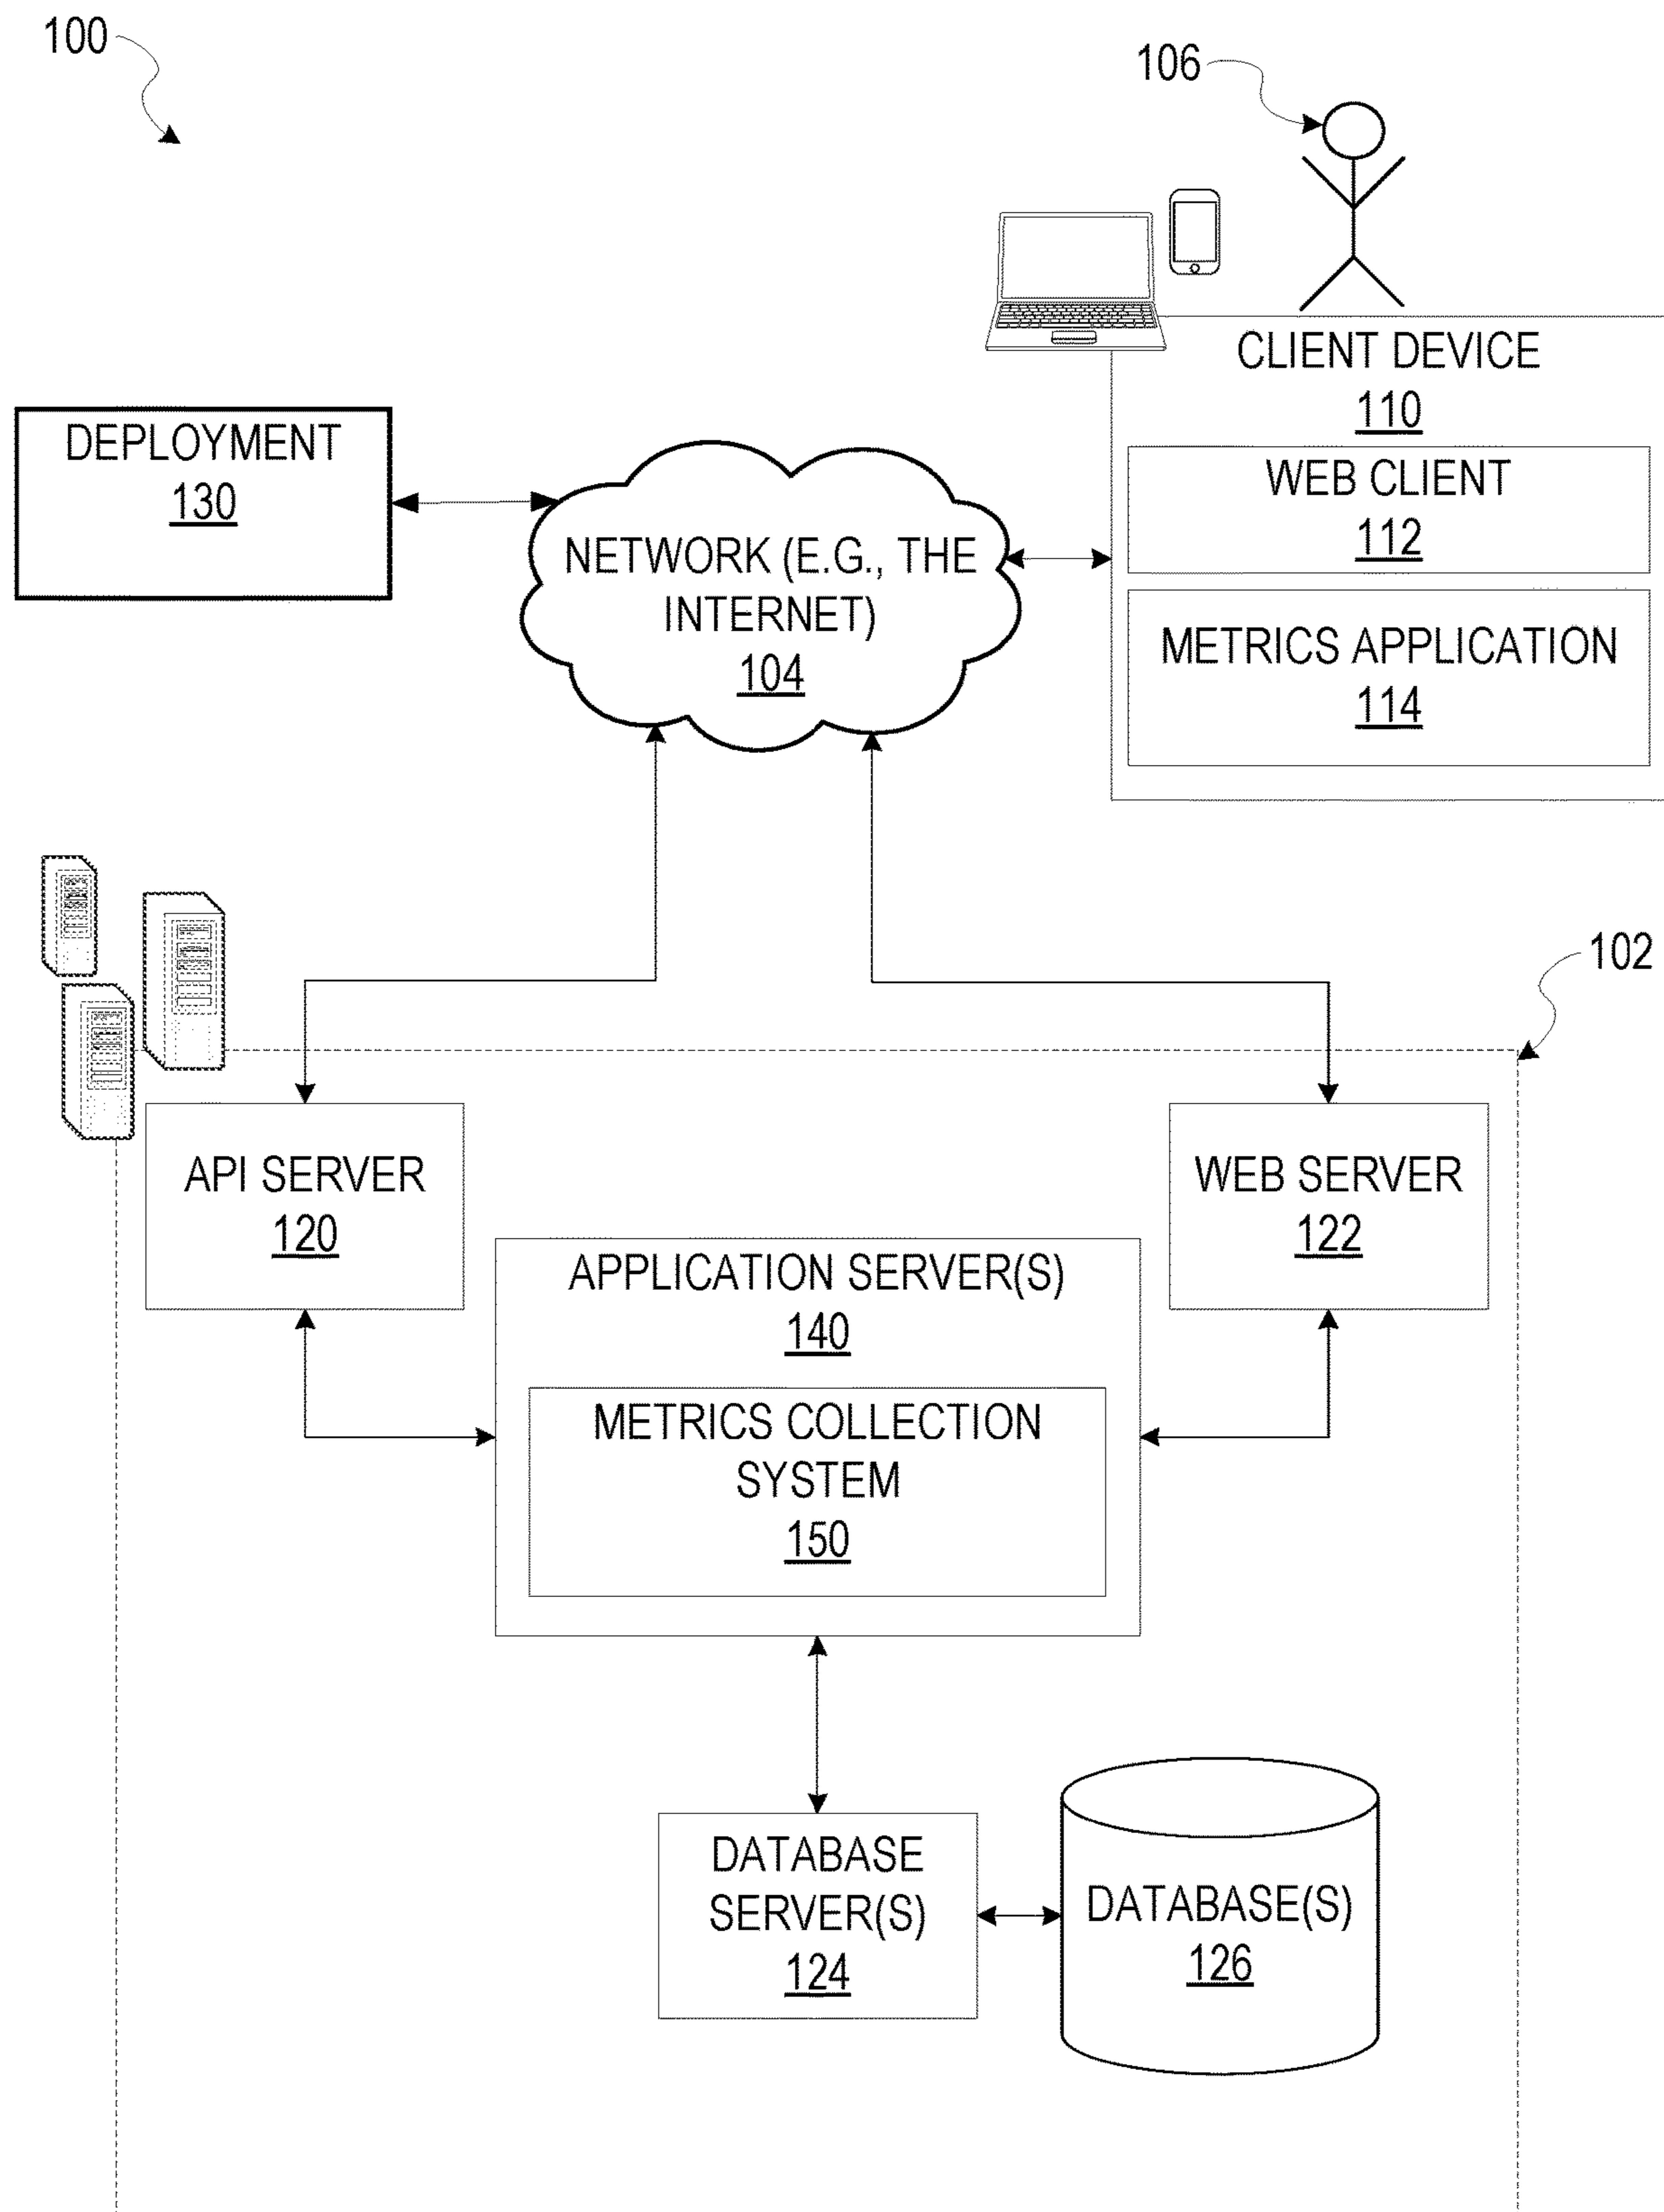 100
106
CLIENT DEVICE
110
WEB CLIENT
112
METRICS APPLICATION
114
DEPLOYMENT
130
NETWORK (E.G., THE
INTERNET)
104
102
API SERVER
120
WEB SERVER
122
APPLICATION SERVER(S)
140
METRICS COLLECTION
SYSTEM
150
DATABASE
SERVER(S)
124
DATABASE(S)
126